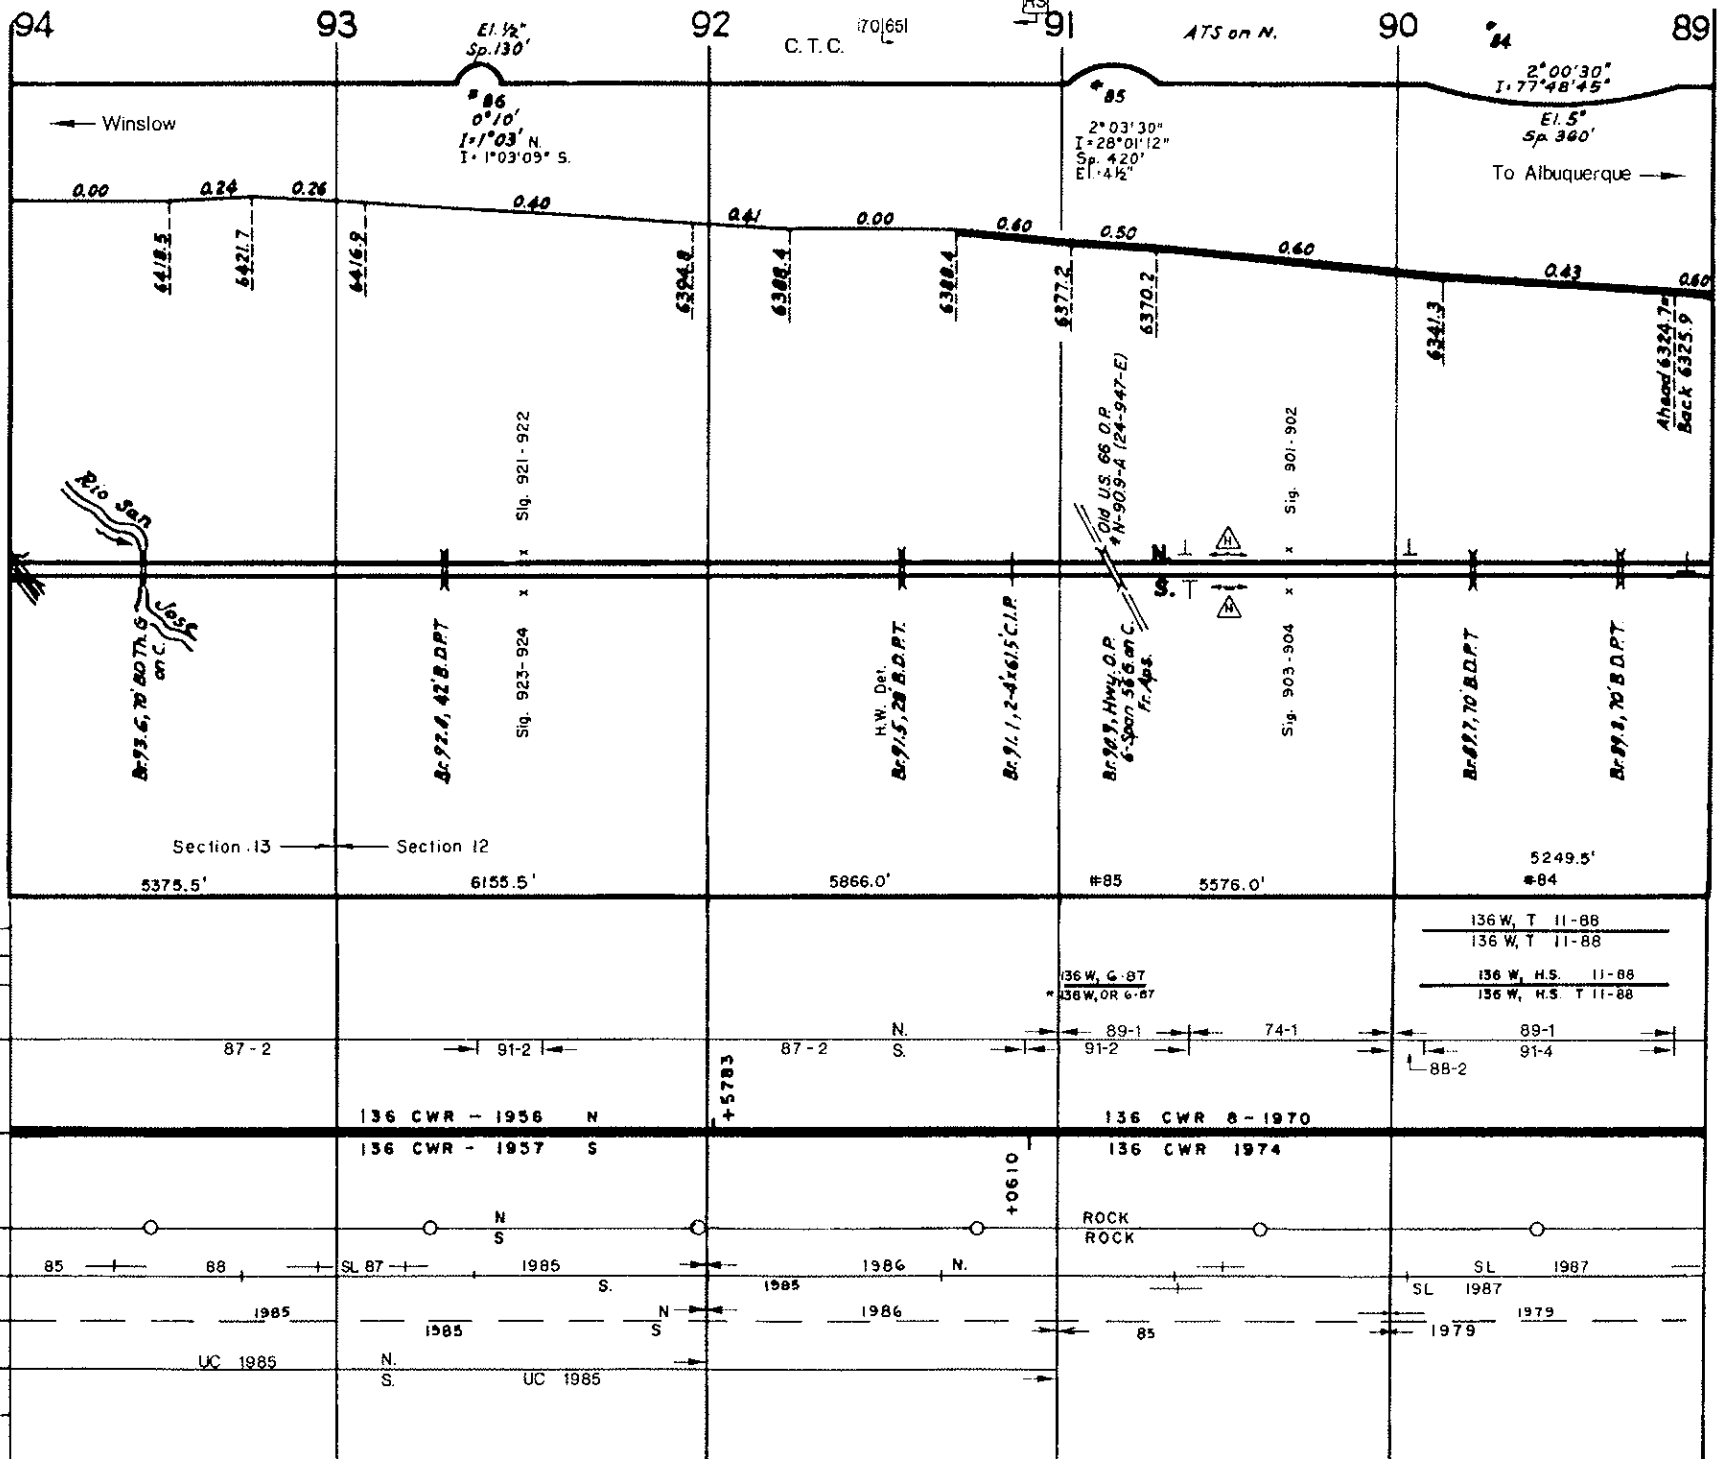 94 93 92 91 90 89
El. ½"
Sp. 130'
C. T. C.
70 65
HS
ATS on N.
#84
#86
0°10'
I=1°03' N.
I=1°03'09" S.
#85
2°03'30"
I=28°01'12"
Sp. 420'
El. 4½"
2°00'30"
I=77°48'45"
El. 5"
Sp. 360'
Winslow
To Albuquerque
0.00 0.24 0.26 0.40 0.41 0.00 0.60 0.50 0.60 0.43 0.60
6418.5
6421.7
6416.9
6394.8
6388.4
6388.4
6377.2
6370.2
6341.3
Ahead 6324.7=
Back 6325.9
Rio San
Jose
Sig. 921-922
Old U.S. 66 O.P.
# N-90.9-A (24-947-E)
Sig. 901-902
N.
H
S.
H
Br. 93.6, 70' B.D.Th. G
on C.
Br. 92.8, 42' B.D.P.T
Sig. 923-924
H.W. Det.
Br. 91.5, 28' B.D.P.T.
Br. 91.1, 2-4'x61.5' C.I.P.
Br. 90.9, Hwy. O.P.
6-Span 56' B on C.
Fr. Aps.
Sig. 903-904
Br. 89.7, 70' B.D.P.T
Br. 89.3, 70' B D.P.T.
Section 13 Section 12
5375.5' 6155.5' 5866.0' #85 5576.0'
5249.5'
#84
136 W, T 11-88
136 W, T 11-88
136 W, 6-87
136 W, OR 6-87
136 W, H.S. 11-88
136 W, H.S. T 11-88
N. 89-1 74-1 89-1
87-2 91-2 87-2 S. 91-2 91-4
88-2
+5783
136 CWR - 1956 N 136 CWR 8-1970
136 CWR - 1957 S 136 CWR 1974
+0610
N ROCK
S ROCK
85 88 SL 87 1985 1986 N. SL 1987
S. 1985 SL 1987
1985 N 1986 1979
1985 S 85 1979
UC 1985 N.
S. UC 1985